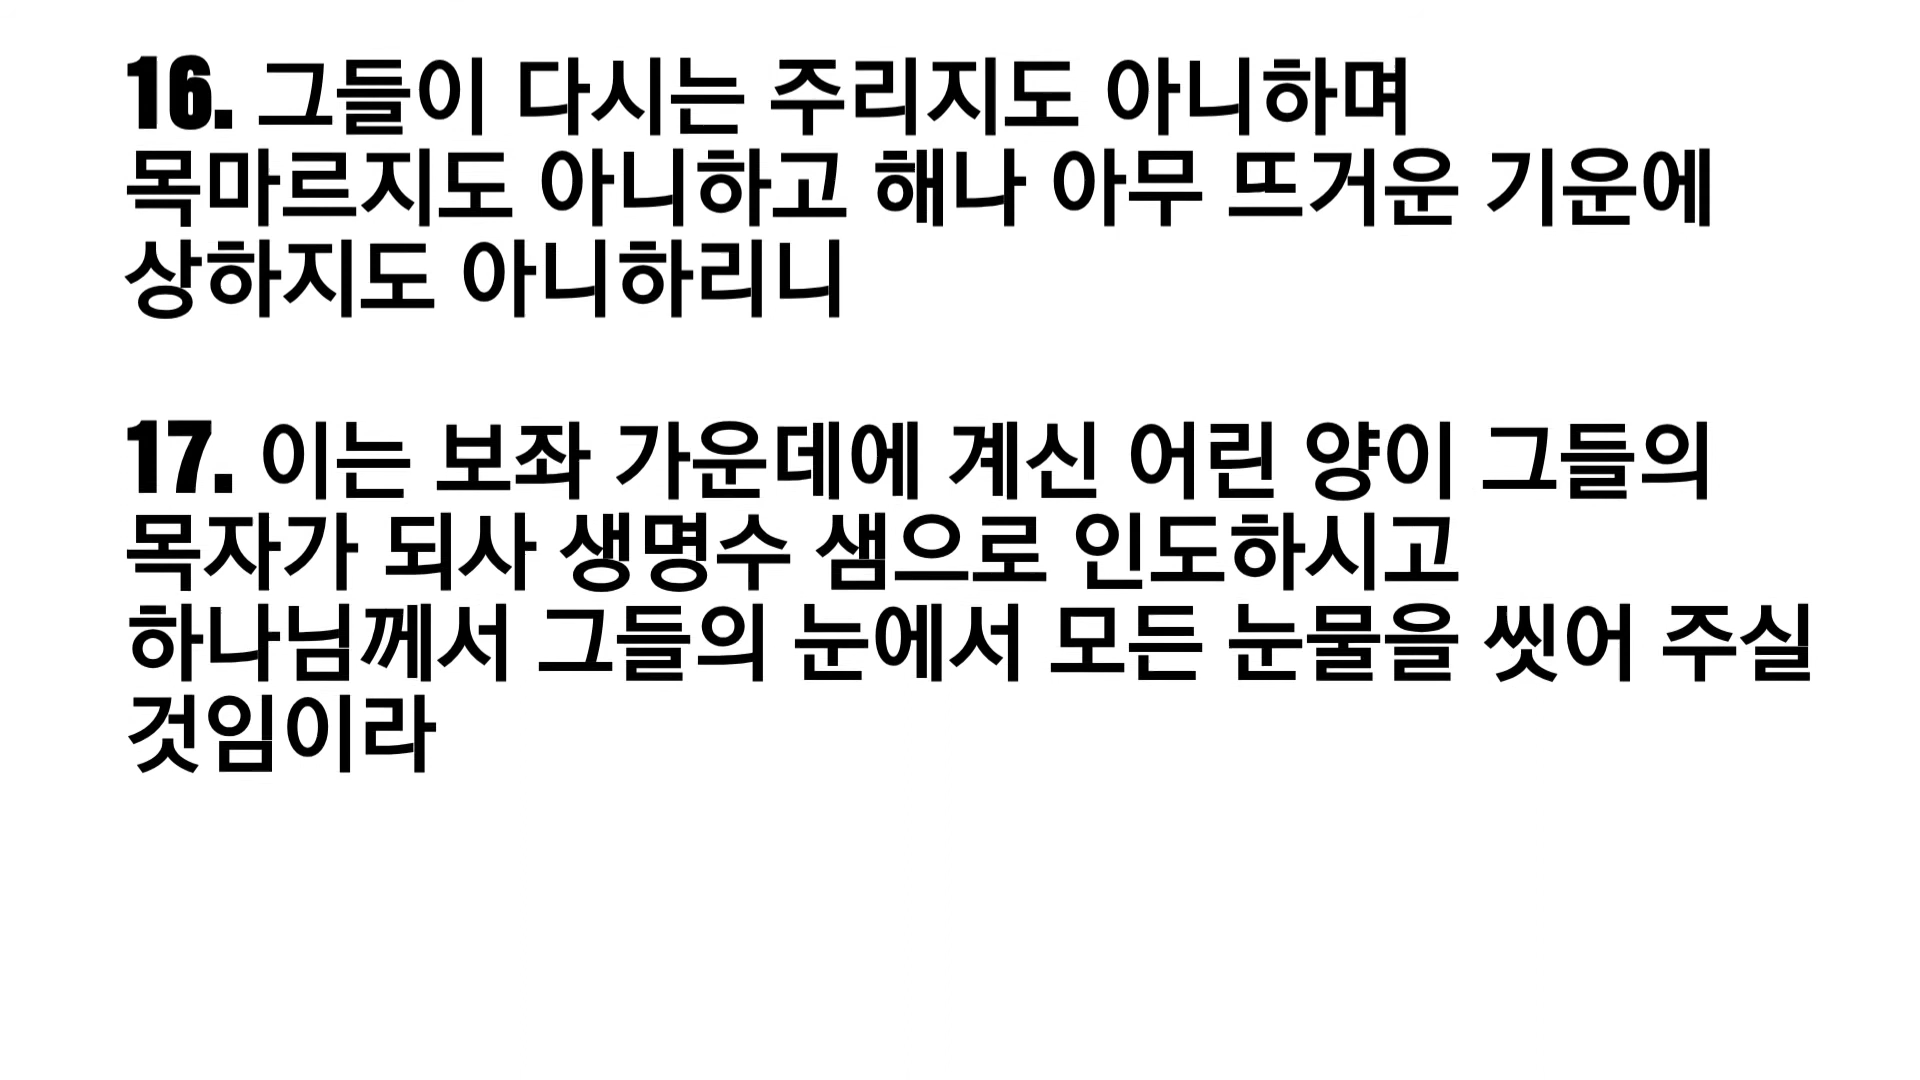 16. 그들이 다시는 주리지도 아니하며
목마르지도 아니하고 해나 아무 뜨거운 기운에
상하지도 아니하리니
17. 이는 보좌 가운데에 계신 어린 양이 그들의
목자가 되사 생명수 샘으로 인도하시고
하나님께서 그들의 눈에서 모든 눈물을 씻어 주실
것임이라